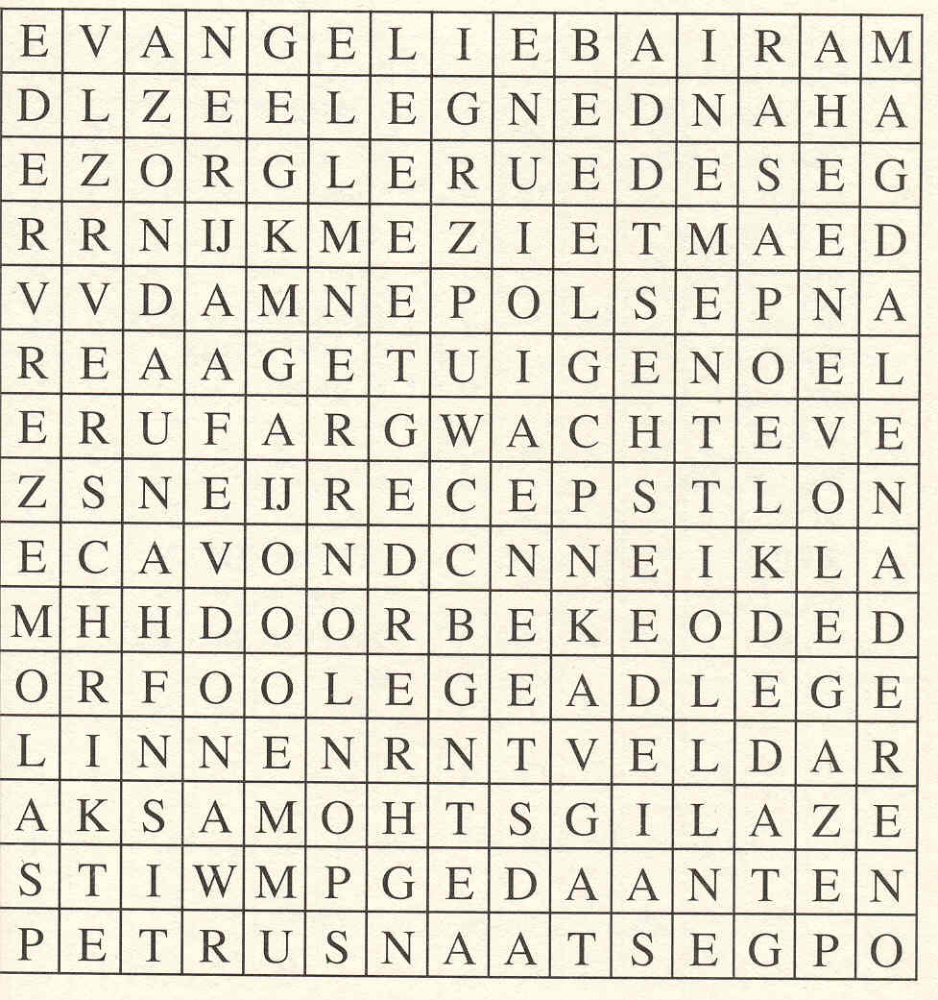 E V A N G E L I E B A I R A M
D L Z E E L E G N E D N A H A
E Z O R G L E R U E D E S E G
R R N IJ K M E Z I E T M A E D
V V D A M N E P O L S E P N A
R E A A G E T U I G E N O E L
E R U F A R G W A C H T E V E
Z S N E IJ R E C E P S T L O N
E C A V O N D C N N E I K L A
M H H D O O R B E K E O D E D
O R F O O L E G E A D L E G E
L I N N E N R N T V E L D A R
A K S A M O H T S G I L A Z E
S T I W M P G E D A A N T E N
P E T R U S N A A T S E G P O